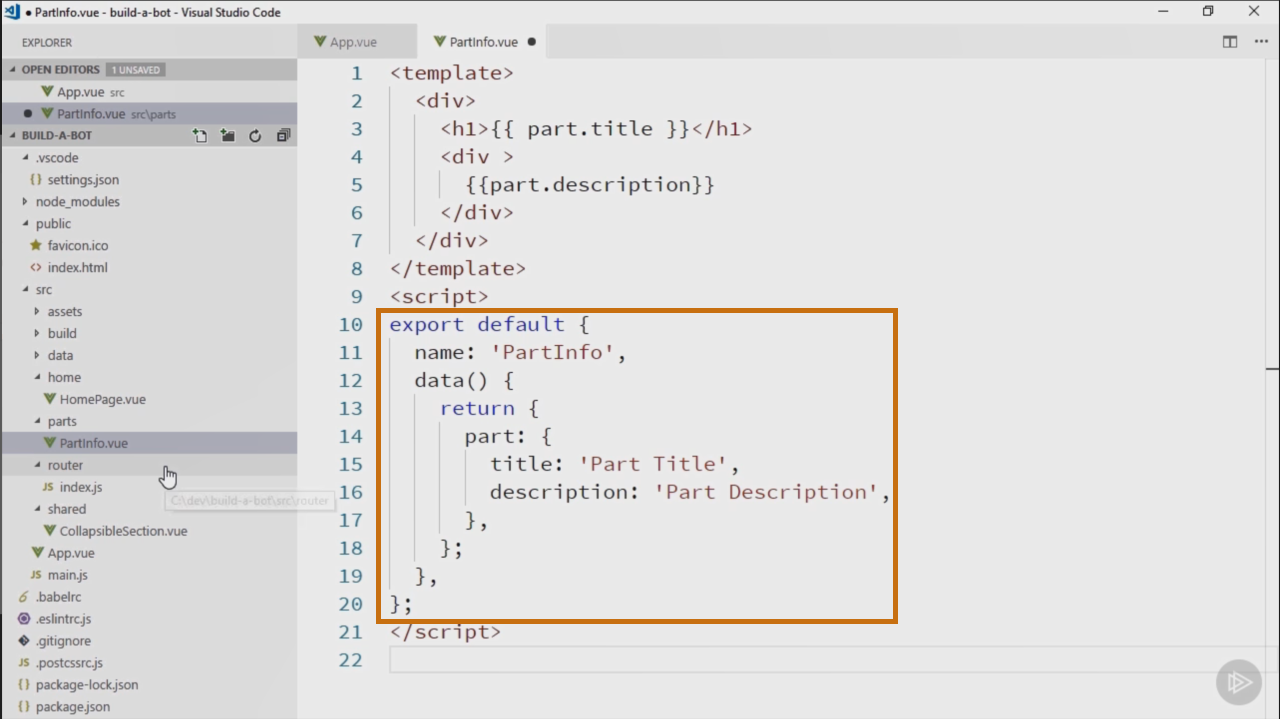 PartInfo.vue - build-a-bot - Visual Studio Code
EXPLORER
OPEN EDITORS 1 UNSAVED
App.vue src
PartInfo.vue src\parts
BUILD-A-BOT
.vscode
{} settings.json
node_modules
public
favicon.ico
<> index.html
src
assets
build
data
home
HomePage.vue
parts
PartInfo.vue
router
JS index.js
C:\dev\build-a-bot\src\router
shared
CollapsibleSection.vue
App.vue
JS main.js
.babelrc
.eslintrc.js
.gitignore
JS .postcssrc.js
{} package-lock.json
{} package.json
App.vue PartInfo.vue
1 <template>
2 <div>
3 <h1>{{ part.title }}</h1>
4 <div >
5 {{part.description}}
6 </div>
7 </div>
8 </template>
9 <script>
10 export default {
11 name: 'PartInfo',
12 data() {
13 return {
14 part: {
15 title: 'Part Title',
16 description: 'Part Description',
17 },
18 };
19 },
20 };
21 </script>
22